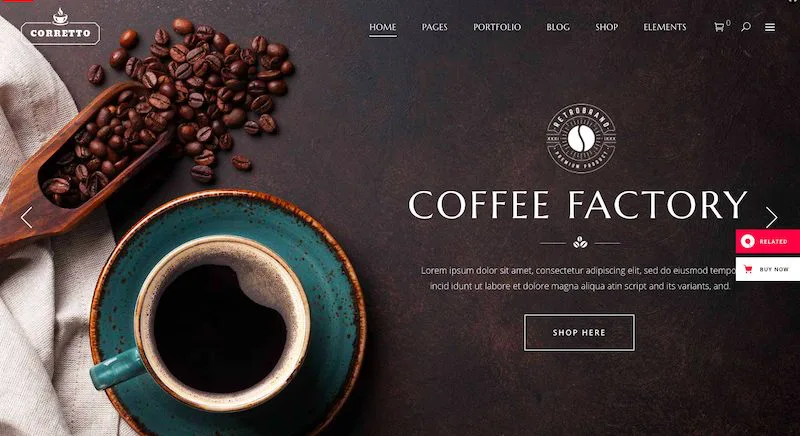 CORRETTO
HOME PAGES PORTFOLIO BLOG SHOP ELEMENTS 0
RETROBRAND
XXXI XXXX
PREMIUM PRODUCT
COFFEE FACTORY
RELATED
BUY NOW
Lorem ipsum dolor sit amet, consectetur adipiscing elit, sed do eiusmod tempo
incid idunt ut labore et dolore magna aliqua atin script and its variants, and.
SHOP HERE